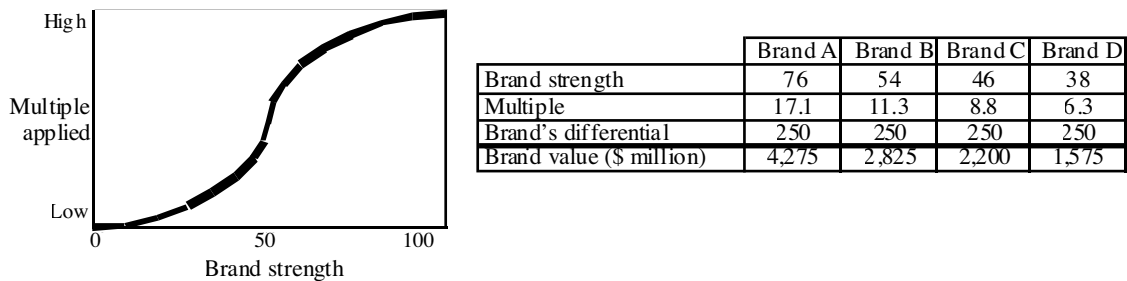 High
Multiple
applied
Low
0 50 100
Brand strength
Brand A Brand B Brand C Brand D
Brand strength 76 54 46 38
Multiple 17.1 11.3 8.8 6.3
Brand's differential 250 250 250 250
Brand value ($ million) 4,275 2,825 2,200 1,575